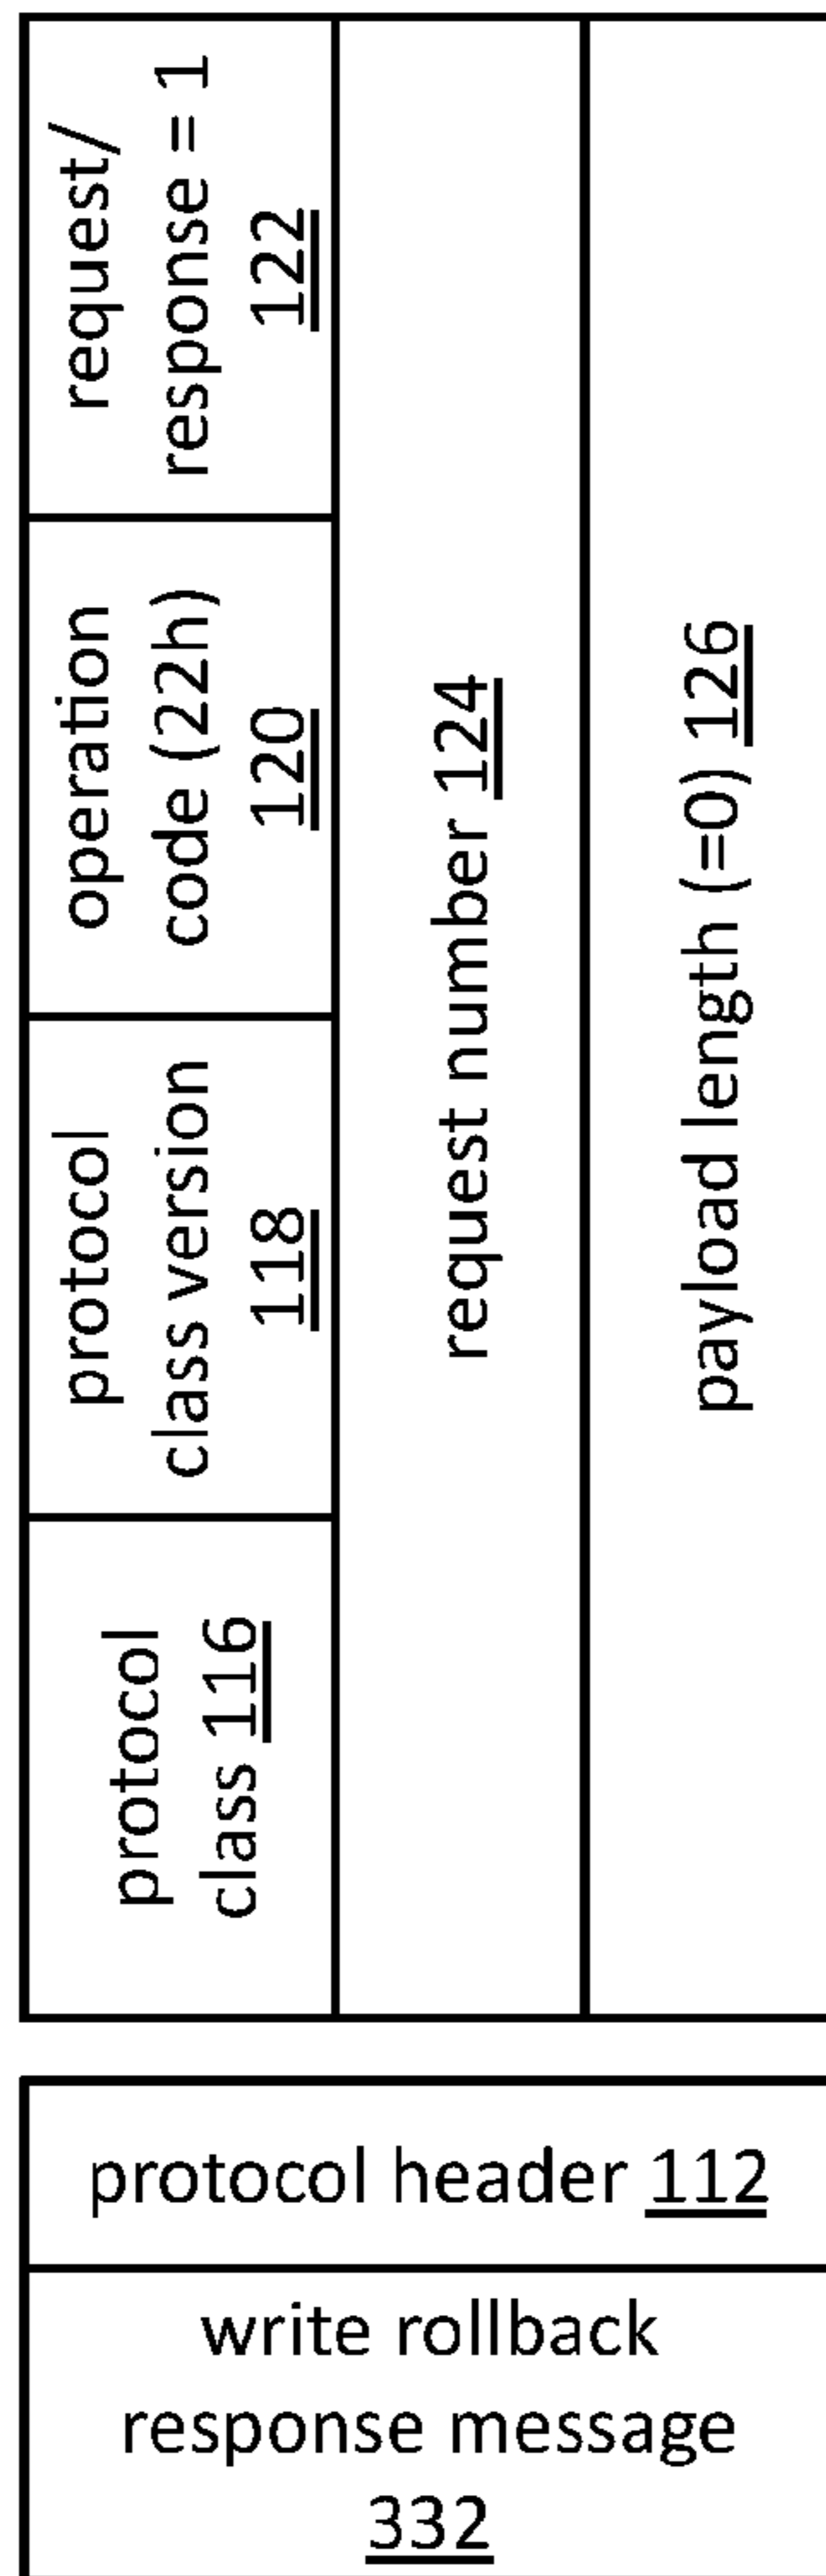 protocol
class 116
protocol
class version
118
operation
code (22h)
120
request/
response = 1
122
request number 124
payload length (=0) 126
protocol header 112
write rollback
response message
332